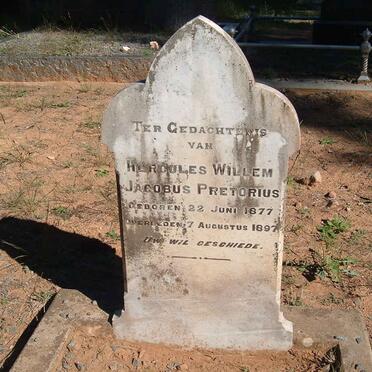 TER GEDACHTENIS
VAN
HERCULES WILLEM
JACOBUS PRETORIUS
GEBOREN 22 JUNI 1877
OVERLEDEN 7 AUGUSTUS 1897
UW WIL GESCHIEDE.